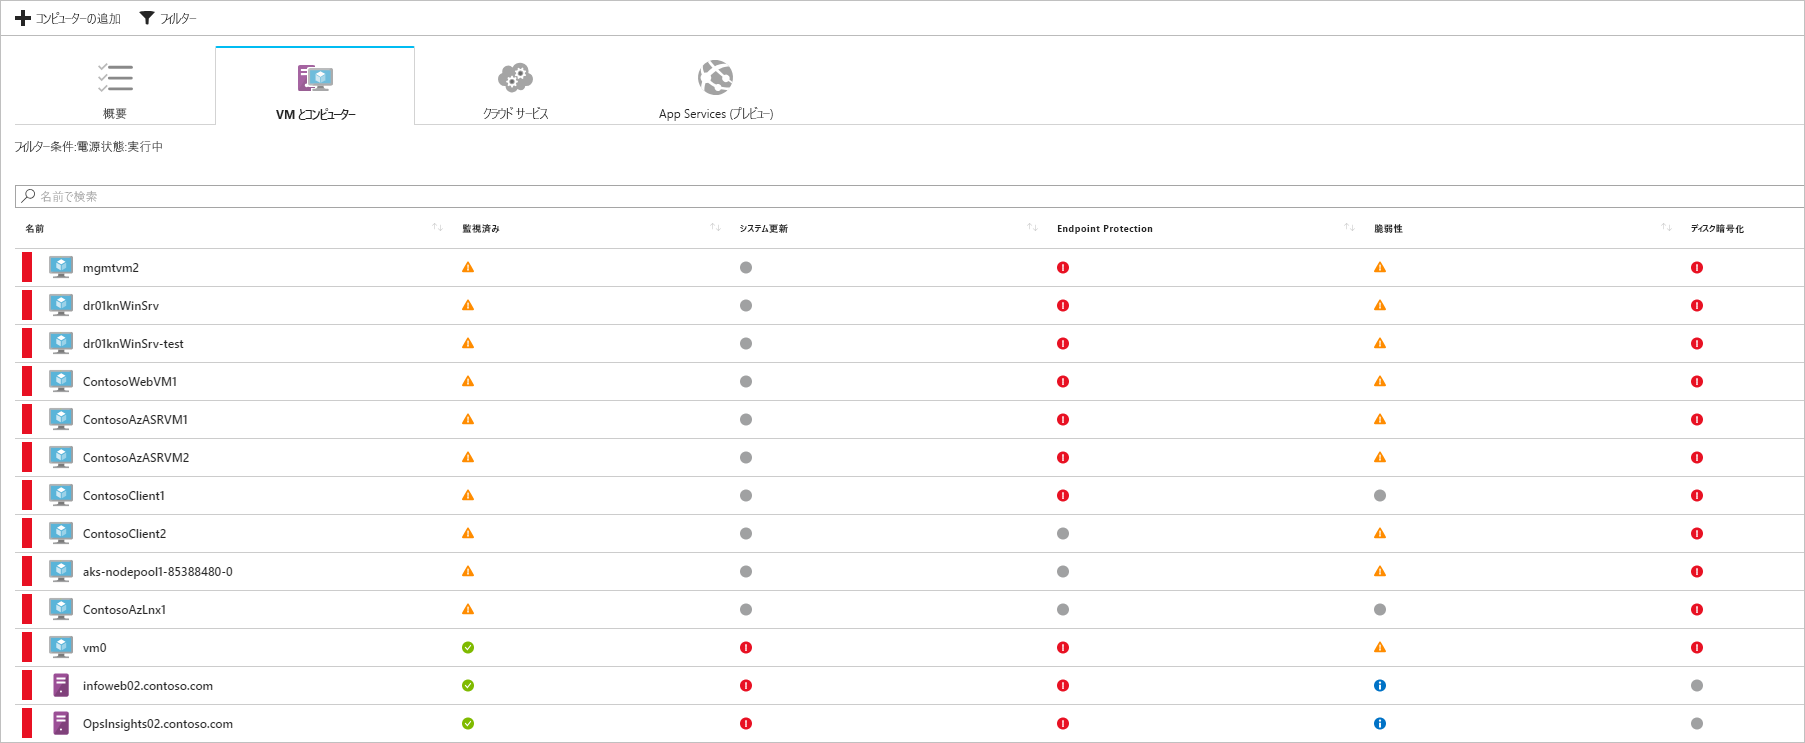 コンピューターの追加 フィルター
概要 VM とコンピューター クラウド サービス App Services (プレビュー)
フィルター条件:電源状態:実行中
名前で検索
名前 監視済み システム更新 Endpoint Protection 脆弱性 ディスク暗号化
mgmtvm2
dr01knWinSrv
dr01knWinSrv-test
ContosoWebVM1
ContosoAzASRVM1
ContosoAzASRVM2
ContosoClient1
ContosoClient2
aks-nodepool1-85388480-0
ContosoAzLnx1
vm0
infoweb02.contoso.com
OpsInsights02.contoso.com